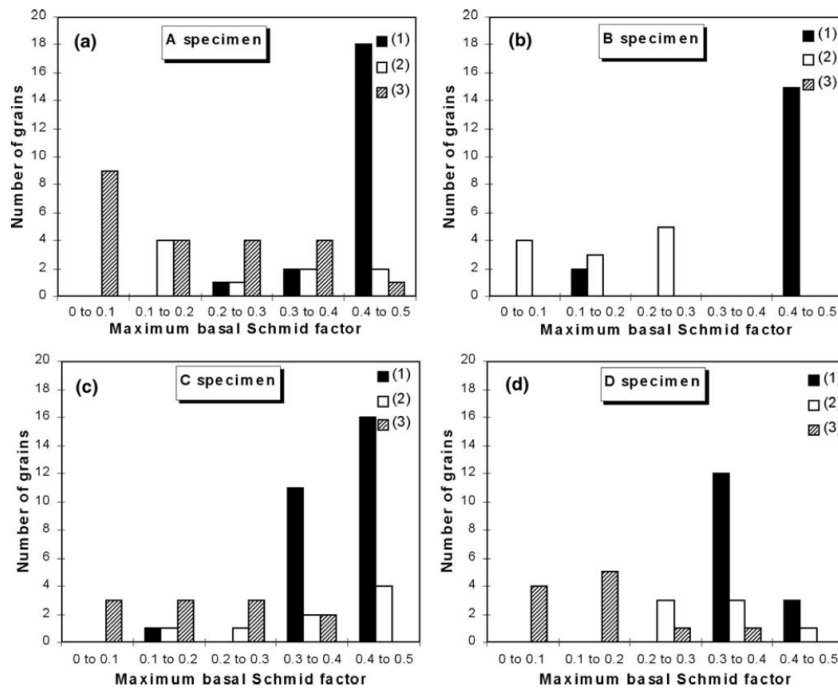 (a)
A specimen
(1)
(2)
(3)
Number of grains
20
18
16
14
12
10
8
6
4
2
0
0 to 0.1 0.1 to 0.2 0.2 to 0.3 0.3 to 0.4 0.4 to 0.5
Maximum basal Schmid factor
(b)
B specimen
(1)
(2)
(3)
Number of grains
20
18
16
14
12
10
8
6
4
2
0
0 to 0.1 0.1 to 0.2 0.2 to 0.3 0.3 to 0.4 0.4 to 0.5
Maximum basal Schmid factor
(c)
C specimen
(1)
(2)
(3)
Number of grains
20
18
16
14
12
10
8
6
4
2
0
0 to 0.1 0.1 to 0.2 0.2 to 0.3 0.3 to 0.4 0.4 to 0.5
Maximum basal Schmid factor
(d)
D specimen
(1)
(2)
(3)
Number of grains
20
18
16
14
12
10
8
6
4
2
0
0 to 0.1 0.1 to 0.2 0.2 to 0.3 0.3 to 0.4 0.4 to 0.5
Maximum basal Schmid factor